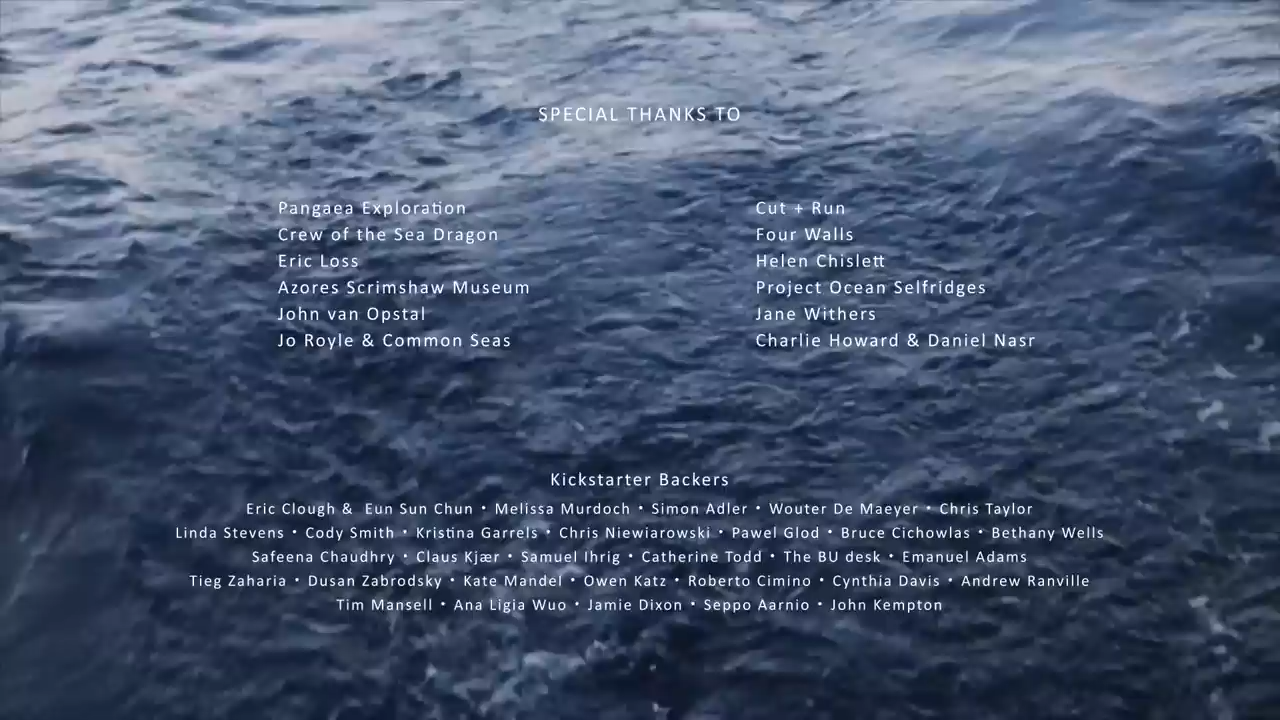 SPECIAL THANKS TO
Pangaea Exploration
Crew of the Sea Dragon
Eric Loss
Azores Scrimshaw Museum
John van Opstal
Jo Royle & Common Seas
Cut + Run
Four Walls
Helen Chislett
Project Ocean Selfridges
Jane Withers
Charlie Howard & Daniel Nasr
Kickstarter Backers
Eric Clough &  Eun Sun Chun • Melissa Murdoch • Simon Adler • Wouter De Maeyer • Chris Taylor
Linda Stevens • Cody Smith • Kristina Garrels • Chris Niewiarowski • Pawel Glod • Bruce Cichowlas • Bethany Wells
Safeena Chaudhry • Claus Kjær • Samuel Ihrig • Catherine Todd • The BU desk • Emanuel Adams
Tieg Zaharia • Dusan Zabrodsky • Kate Mandel • Owen Katz • Roberto Cimino • Cynthia Davis • Andrew Ranville
Tim Mansell • Ana Ligia Wuo • Jamie Dixon • Seppo Aarnio • John Kempton